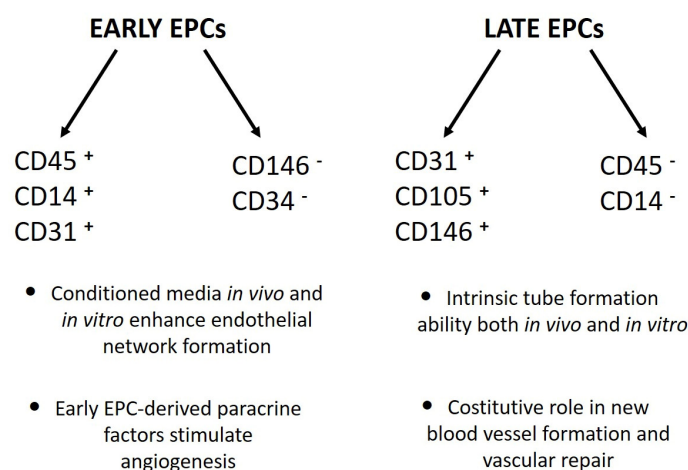 EARLY EPCs
CD45 +
CD14 +
CD31 +
CD146 -
CD34 -
• Conditioned media in vivo and
in vitro enhance endothelial
network formation
• Early EPC-derived paracrine
factors stimulate
angiogenesis
LATE EPCs
CD31 +
CD105 +
CD146 +
CD45 -
CD14 -
• Intrinsic tube formation
ability both in vivo and in vitro
• Costitutive role in new
blood vessel formation and
vascular repair